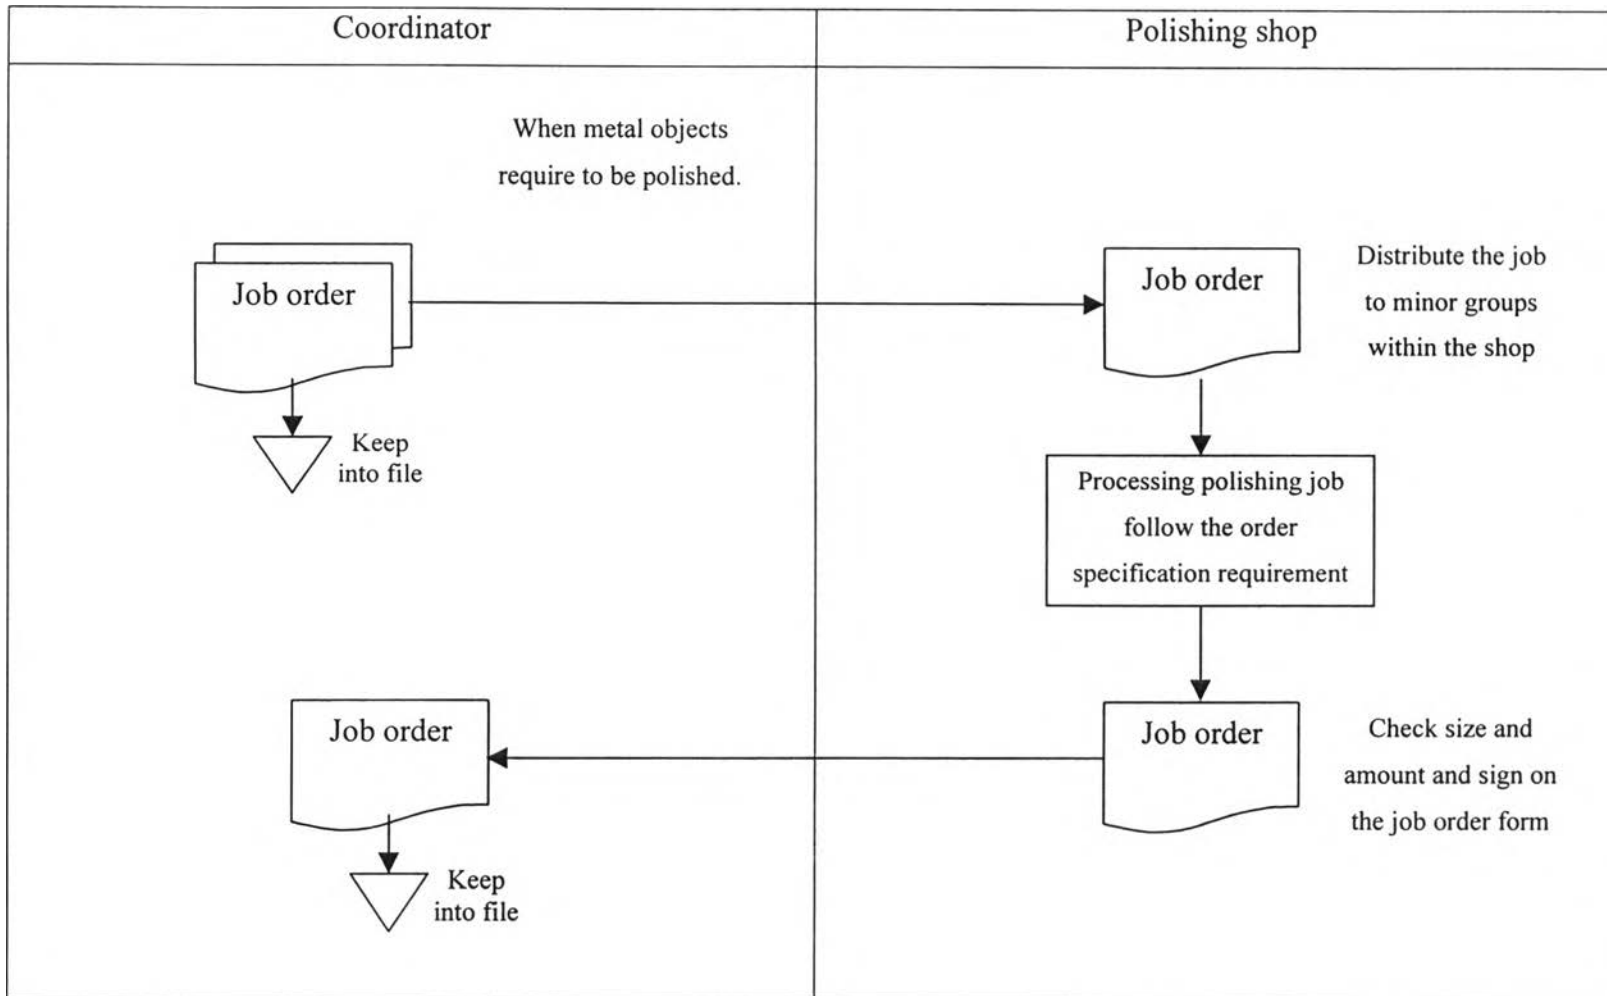 Coordinator
Polishing shop
When metal objects
require to be polished.
Job order
Job order
Distribute the job
to minor groups
within the shop
Keep
into file
Processing polishing job
follow the order
specification requirement
Job order
Job order
Check size and
amount and sign on
the job order form
Keep
into file